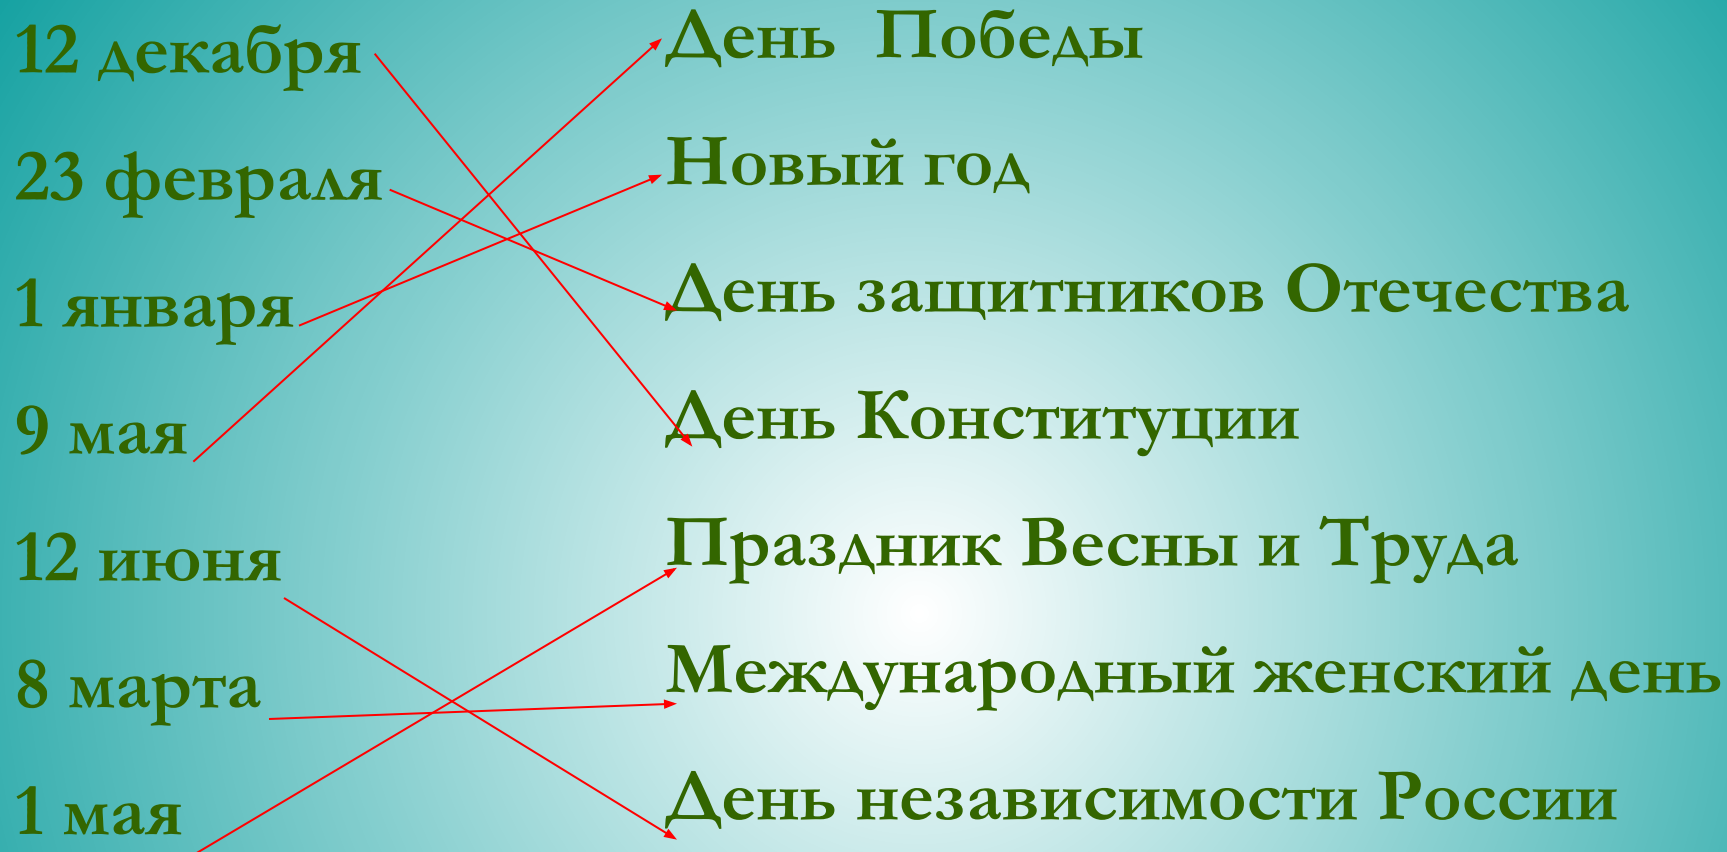 12 декабря
23 февраля
1 января
9 мая
12 июня
8 марта
1 мая
День Победы
Новый год
День защитников Отечества
День Конституции
Праздник Весны и Труда
Международный женский день
День независимости России